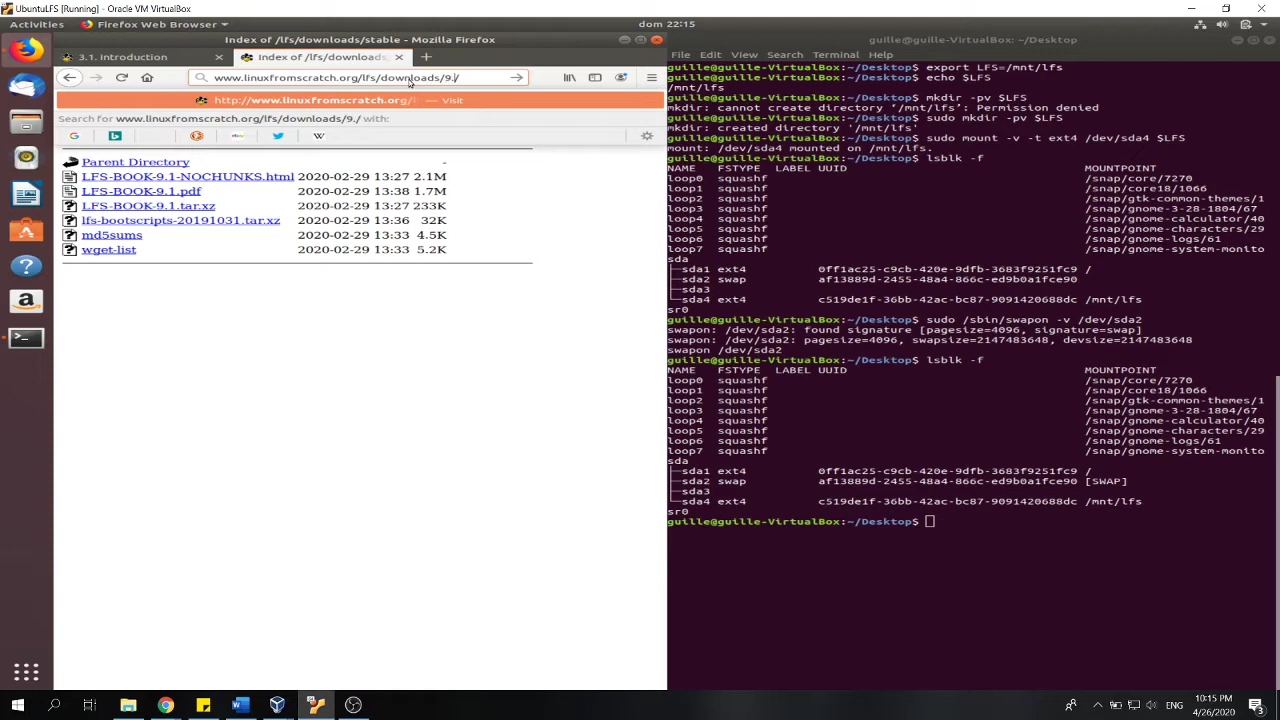 UbuntuLFS [Running] - Oracle VM VirtualBox
Activities
Firefox Web Browser
dom 22:15
Index of /lfs/downloads/stable - Mozilla Firefox
3.1. Introduction
Index of /lfs/downloads
www.linuxfromscratch.org/lfs/downloads/9./
http://www.linuxfromscratch.org/ — Visit
Search for www.linuxfromscratch.org/lfs/downloads/9./ with:
Parent Directory -
LFS-BOOK-9.1-NOCHUNKS.html 2020-02-29 13:27 2.1M
LFS-BOOK-9.1.pdf 2020-02-29 13:38 1.7M
LFS-BOOK-9.1.tar.xz 2020-02-29 13:27 233K
lfs-bootscripts-20191031.tar.xz 2020-02-29 13:36 32K
md5sums 2020-02-29 13:33 4.5K
wget-list 2020-02-29 13:33 5.2K
guille@guille-VirtualBox: ~/Desktop
File Edit View Search Terminal Help
guille@guille-VirtualBox:~/Desktop$ export LFS=/mnt/lfs
guille@guille-VirtualBox:~/Desktop$ echo $LFS
/mnt/lfs
guille@guille-VirtualBox:~/Desktop$ mkdir -pv $LFS
mkdir: cannot create directory '/mnt/lfs': Permission denied
guille@guille-VirtualBox:~/Desktop$ sudo mkdir -pv $LFS
mkdir: created directory '/mnt/lfs'
guille@guille-VirtualBox:~/Desktop$ sudo mount -v -t ext4 /dev/sda4 $LFS
mount: /dev/sda4 mounted on /mnt/lfs.
guille@guille-VirtualBox:~/Desktop$ lsblk -f
NAME FSTYPE LABEL UUID MOUNTPOINT
loop0 squashf /snap/core/7270
loop1 squashf /snap/core18/1066
loop2 squashf /snap/gtk-common-themes/1
loop3 squashf /snap/gnome-3-28-1804/67
loop4 squashf /snap/gnome-calculator/40
loop5 squashf /snap/gnome-characters/29
loop6 squashf /snap/gnome-logs/61
loop7 squashf /snap/gnome-system-monito
sda
├─sda1 ext4 0ff1ac25-c9cb-420e-9dfb-3683f9251fc9 /
├─sda2 swap af13889d-2455-48a4-866c-ed9b0a1fce90
├─sda3
└─sda4 ext4 c519de1f-36bb-42ac-bc87-9091420688dc /mnt/lfs
sr0
guille@guille-VirtualBox:~/Desktop$ sudo /sbin/swapon -v /dev/sda2
swapon: /dev/sda2: found signature [pagesize=4096, signature=swap]
swapon: /dev/sda2: pagesize=4096, swapsize=2147483648, devsize=2147483648
swapon /dev/sda2
guille@guille-VirtualBox:~/Desktop$ lsblk -f
NAME FSTYPE LABEL UUID MOUNTPOINT
loop0 squashf /snap/core/7270
loop1 squashf /snap/core18/1066
loop2 squashf /snap/gtk-common-themes/1
loop3 squashf /snap/gnome-3-28-1804/67
loop4 squashf /snap/gnome-calculator/40
loop5 squashf /snap/gnome-characters/29
loop6 squashf /snap/gnome-logs/61
loop7 squashf /snap/gnome-system-monito
sda
├─sda1 ext4 0ff1ac25-c9cb-420e-9dfb-3683f9251fc9 /
├─sda2 swap af13889d-2455-48a4-866c-ed9b0a1fce90 [SWAP]
├─sda3
└─sda4 ext4 c519de1f-36bb-42ac-bc87-9091420688dc /mnt/lfs
sr0
guille@guille-VirtualBox:~/Desktop$
10:15 PM
4/26/2020